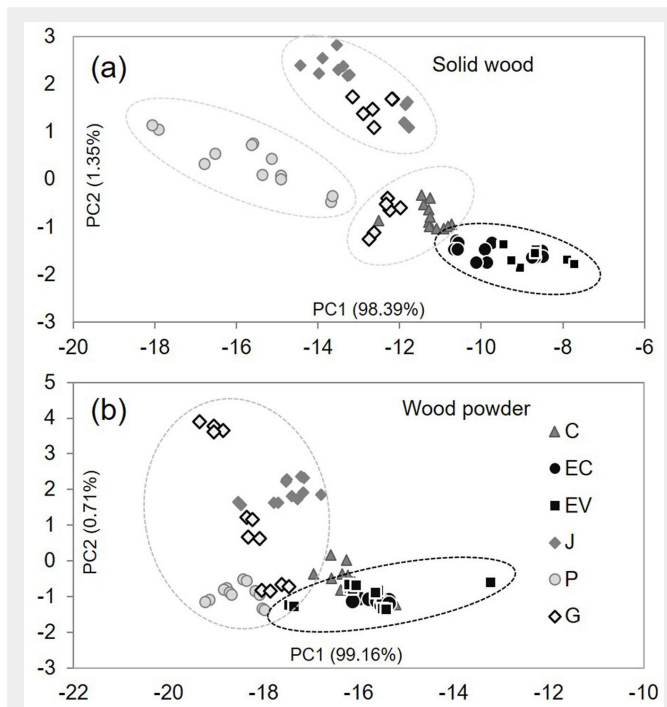 3
(a)
Solid wood
2
1
0
-1
-2
-3
PC2 (1.35%)
PC1 (98.39%)
-20 -18 -16 -14 -12 -10 -8 -6
5
(b)
Wood powder
4
3
2
1
0
-1
-2
-3
PC2 (0.71%)
C
EC
EV
J
P
G
PC1 (99.16%)
-22 -20 -18 -16 -14 -12 -10